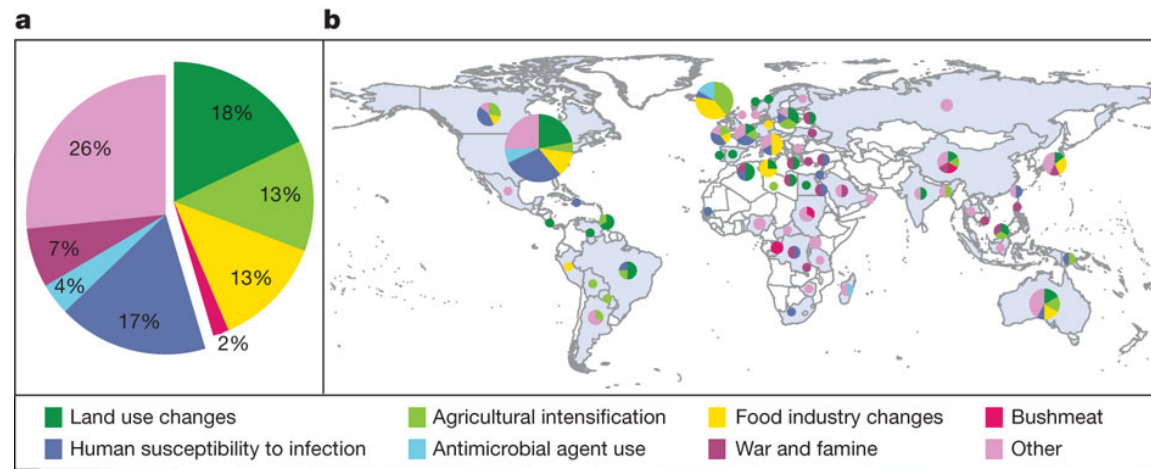 a
b
18%
13%
13%
2%
17%
4%
7%
26%
Land use changes
Agricultural intensification
Food industry changes
Bushmeat
Human susceptibility to infection
Antimicrobial agent use
War and famine
Other